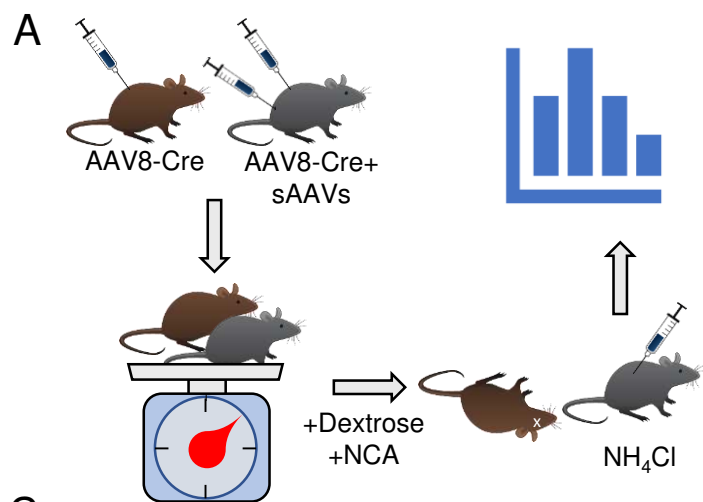 A
AAV8-Cre
AAV8-Cre+
sAAVs
+Dextrose
+NCA
x
NH₄Cl